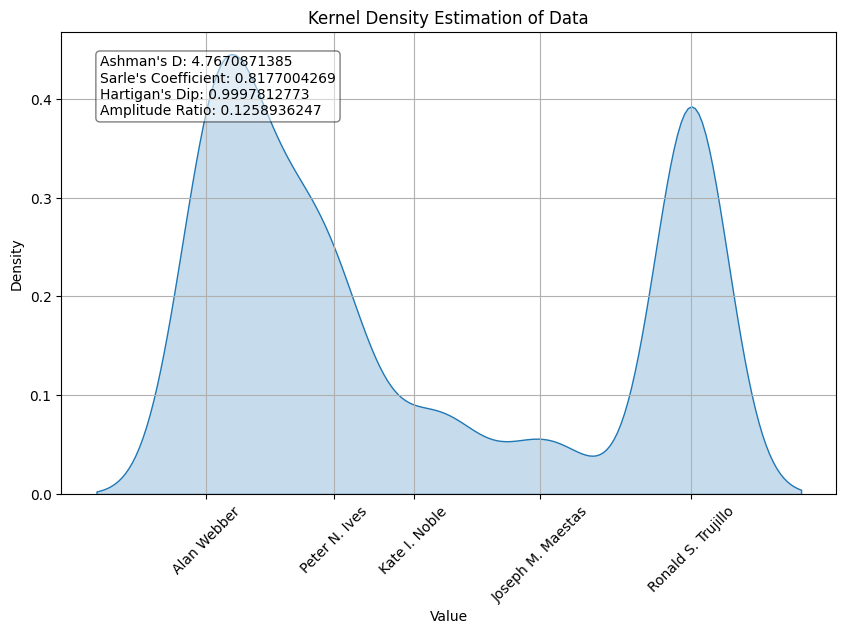 Kernel Density Estimation of Data
Ashman's D: 4.7670871385
Sarle's Coefficient: 0.8177004269
Hartigan's Dip: 0.9997812773
Amplitude Ratio: 0.1258936247
Density
0.4
0.3
0.2
0.1
0.0
Alan Webber
Peter N. Ives
Kate I. Noble
Joseph M. Maestas
Ronald S. Trujillo
Value